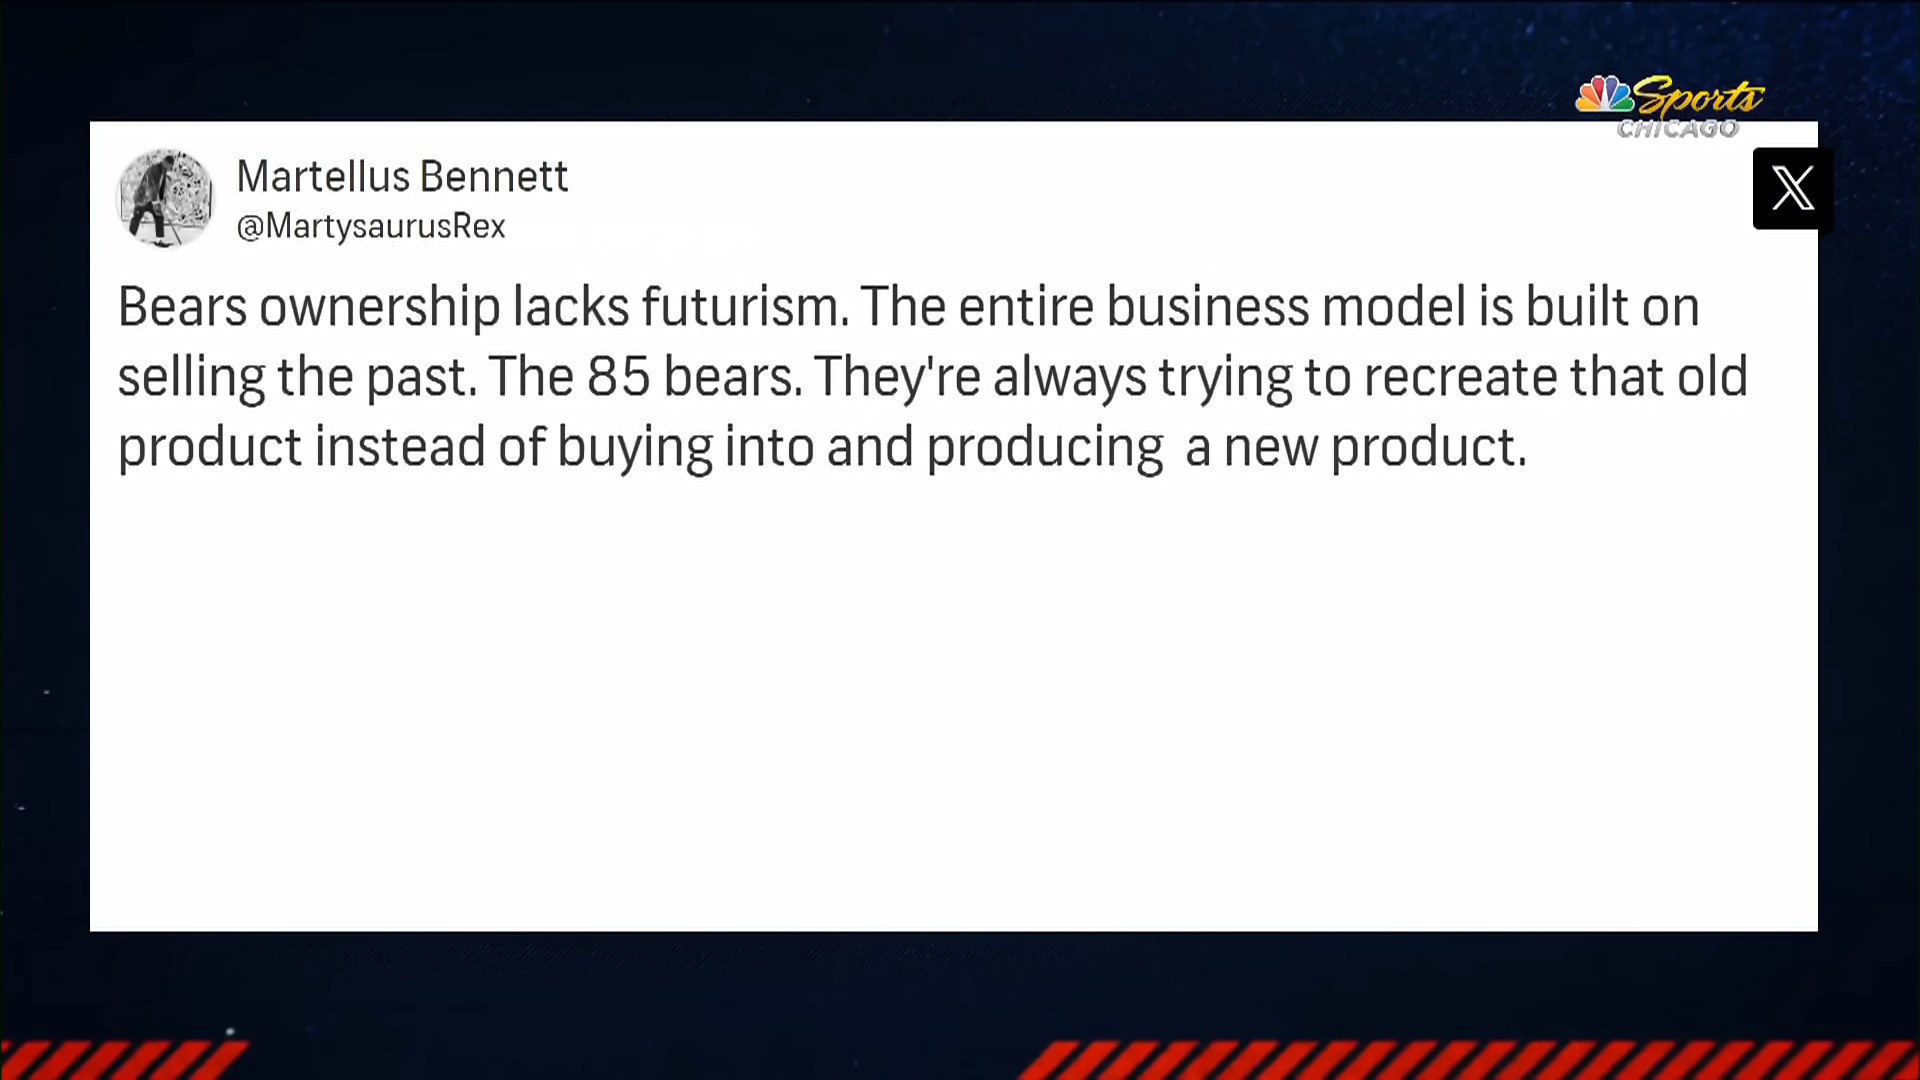 Sports
CHICAGO
Martellus Bennett
@MartysaurusRex
X
Bears ownership lacks futurism. The entire business model is built on
selling the past. The 85 bears. They're always trying to recreate that old
product instead of buying into and producing  a new product.